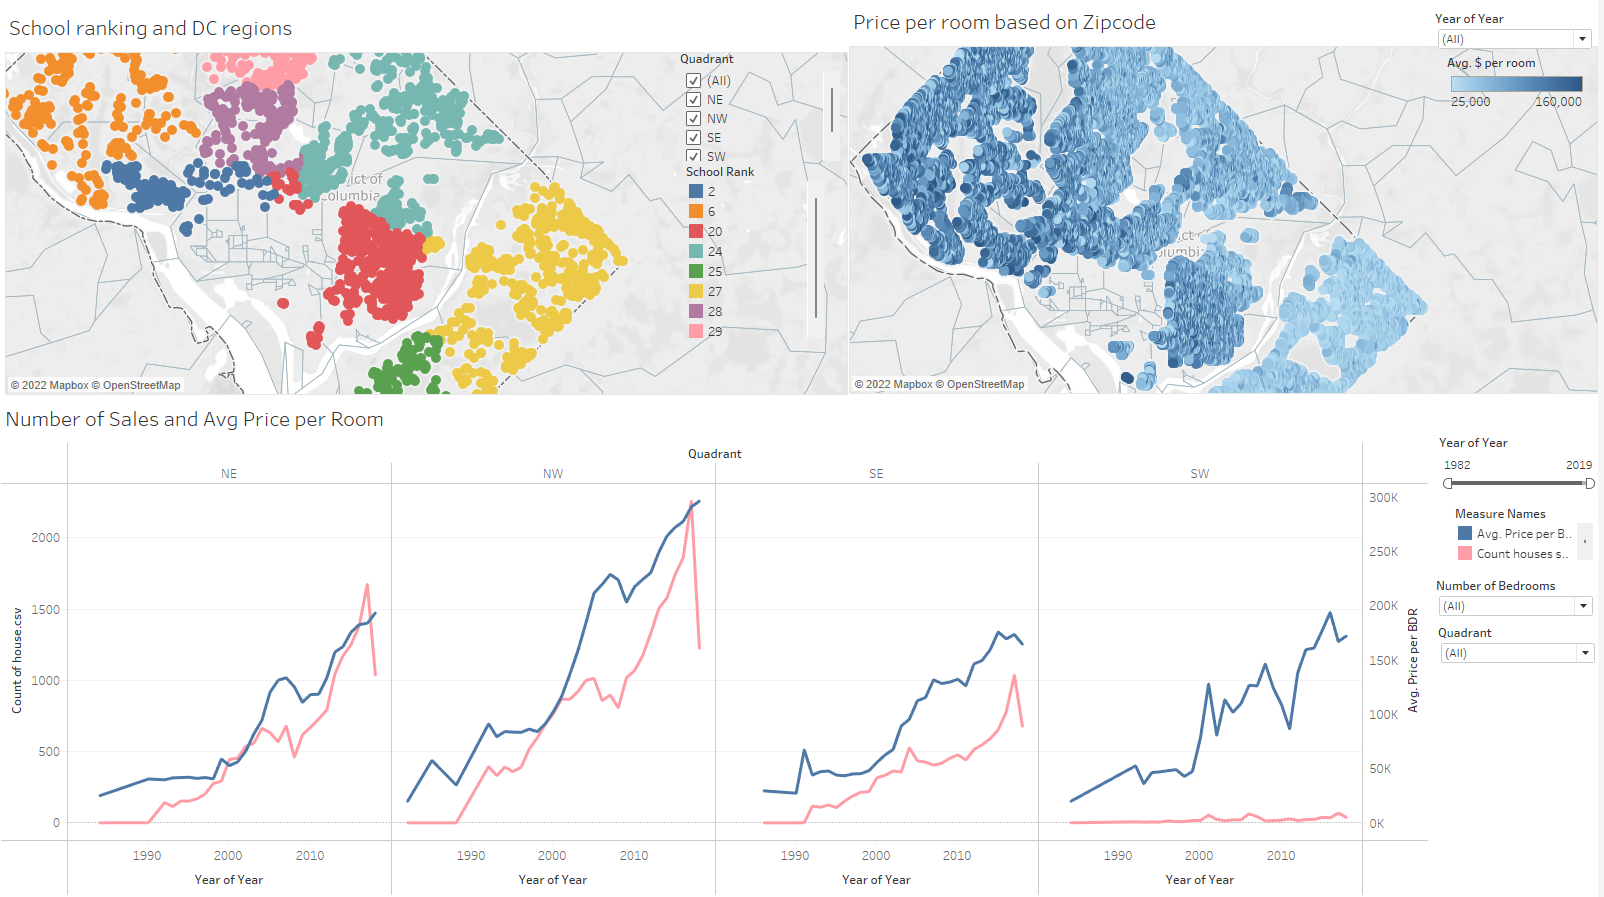 School ranking and DC regions
Price per room based on Zipcode
Year of Year
(All)
Avg. $ per room
25,000 160,000
Quadrant
(All)
NE
NW
SE
SW
School Rank
2
6
20
24
25
27
28
29
ict of
Columbia
© 2022 Mapbox © OpenStreetMap
© 2022 Mapbox © OpenStreetMap
Number of Sales and Avg Price per Room
Quadrant
NE NW SE SW
Count of house.csv
2000
1500
1000
500
0
300K
250K
200K
150K
100K
50K
0K
Avg. Price per BDR
1990 2000 2010 1990 2000 2010 1990 2000 2010 1990 2000 2010
Year of Year Year of Year Year of Year Year of Year
Year of Year
1982 2019
Measure Names
Avg. Price per B..
Count houses s..
Number of Bedrooms
(All)
Quadrant
(All)